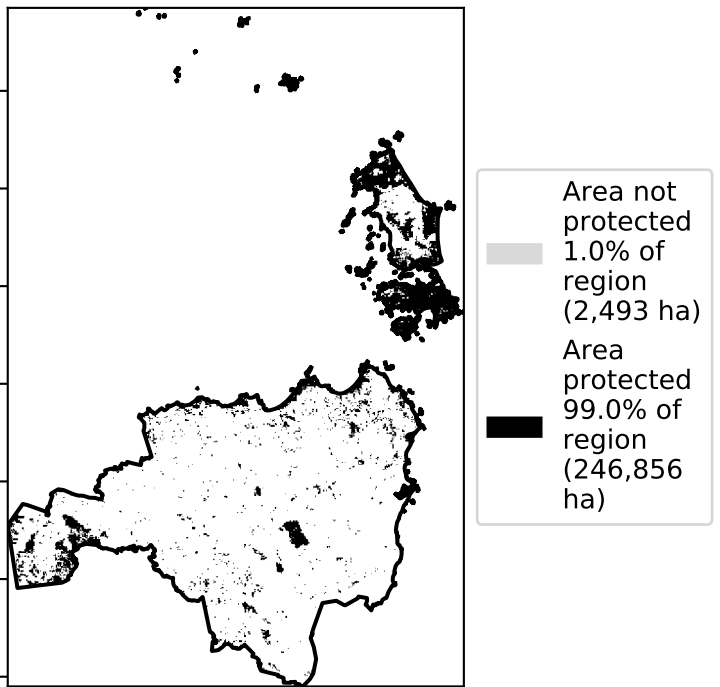 Area not
protected
1.0% of
region
(2,493 ha)
Area
protected
99.0% of
region
(246,856
ha)